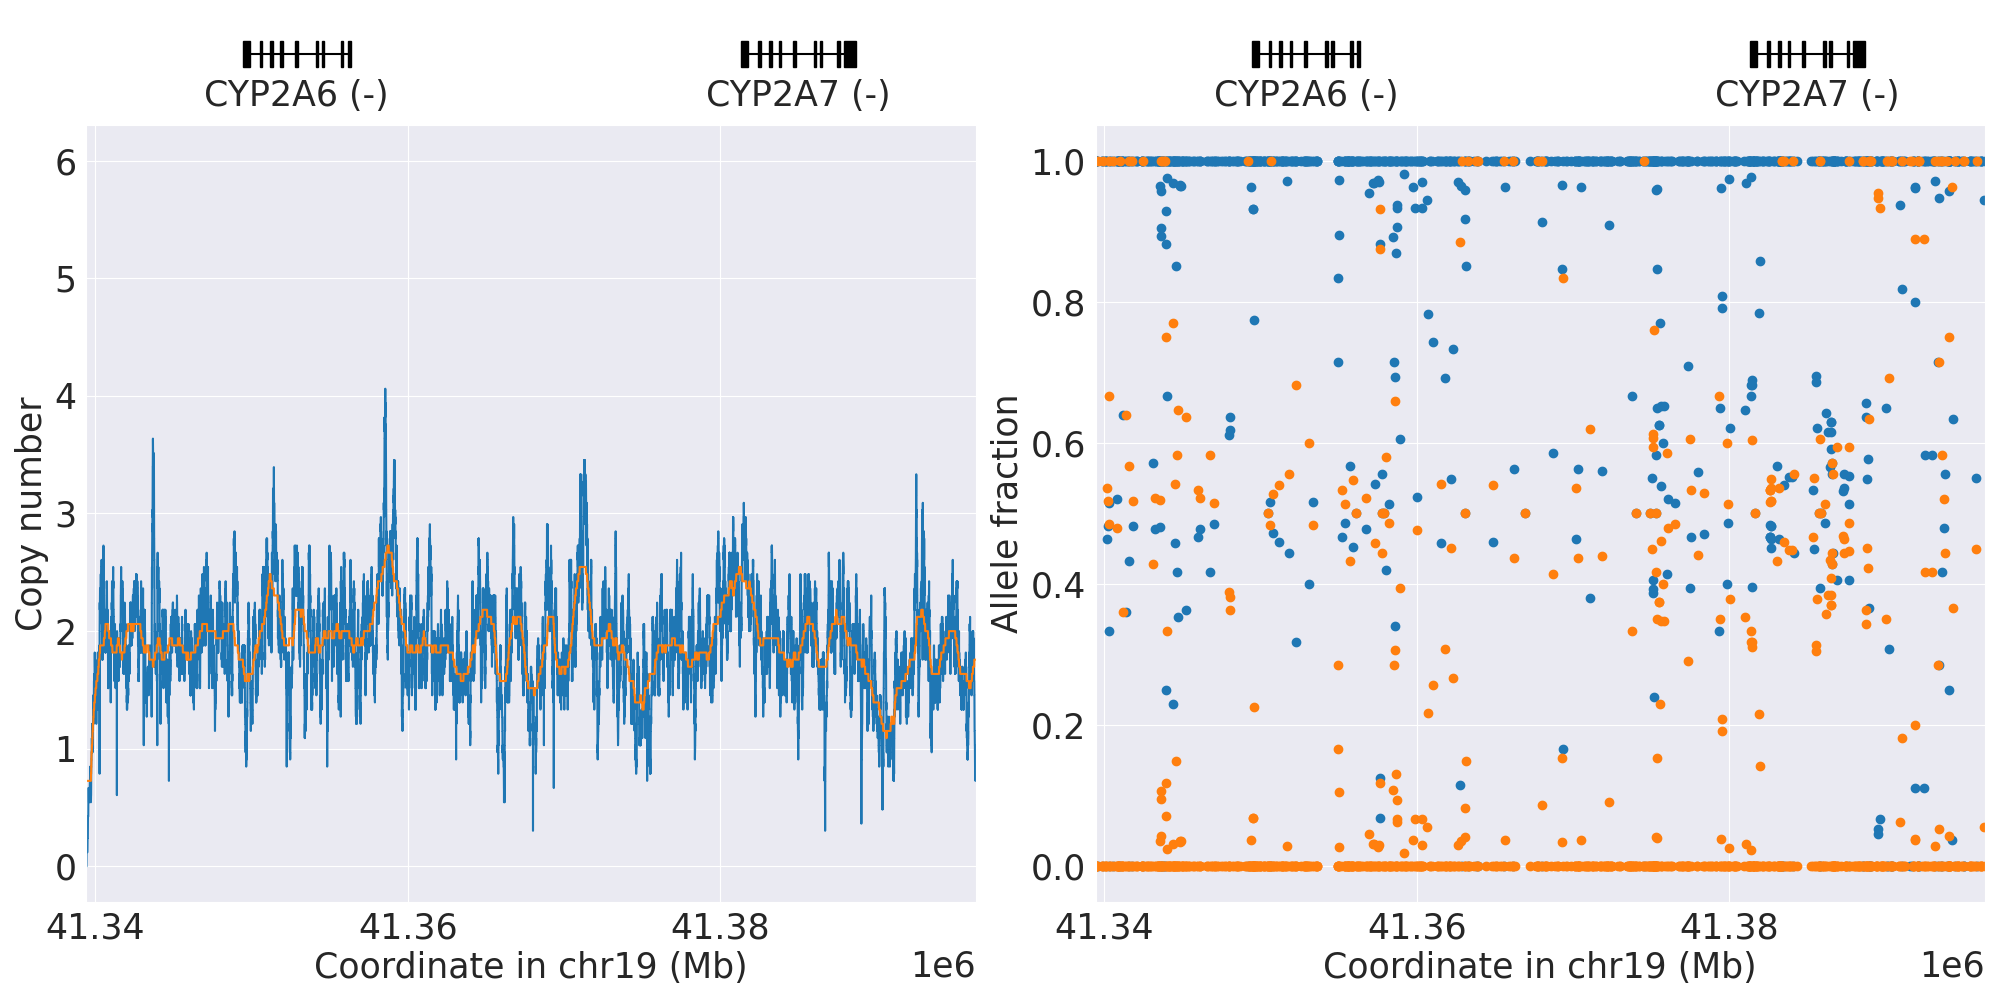 CYP2A6 (-)
CYP2A7 (-)
6
5
4
3
2
1
0
Copy number
41.34
41.36
41.38
Coordinate in chr19 (Mb)
1e6
CYP2A6 (-)
CYP2A7 (-)
1.0
0.8
0.6
0.4
0.2
0.0
Allele fraction
41.34
41.36
41.38
Coordinate in chr19 (Mb)
1e6